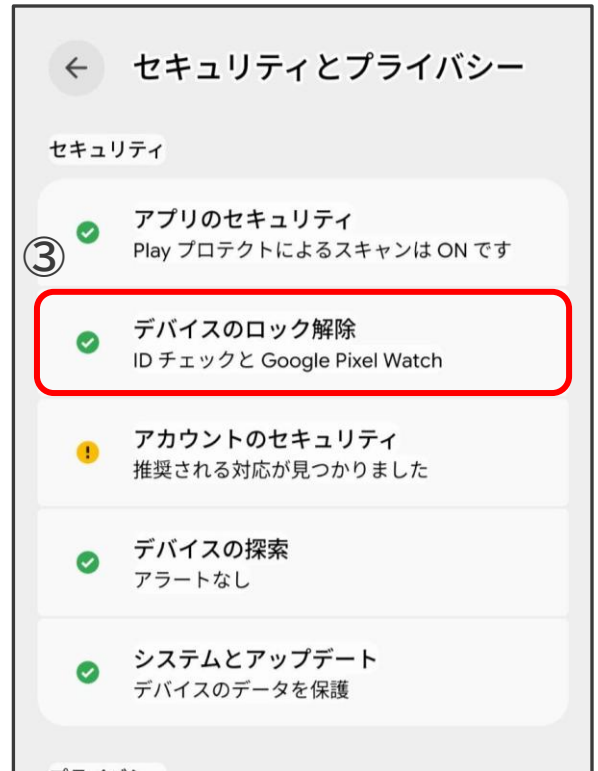 セキュリティとプライバシー
セキュリティ
アプリのセキュリティ
Play プロテクトによるスキャンは ON です
③
デバイスのロック解除
ID チェックと Google Pixel Watch
アカウントのセキュリティ
推奨される対応が見つかりました
デバイスの探索
アラートなし
システムとアップデート
デバイスのデータを保護